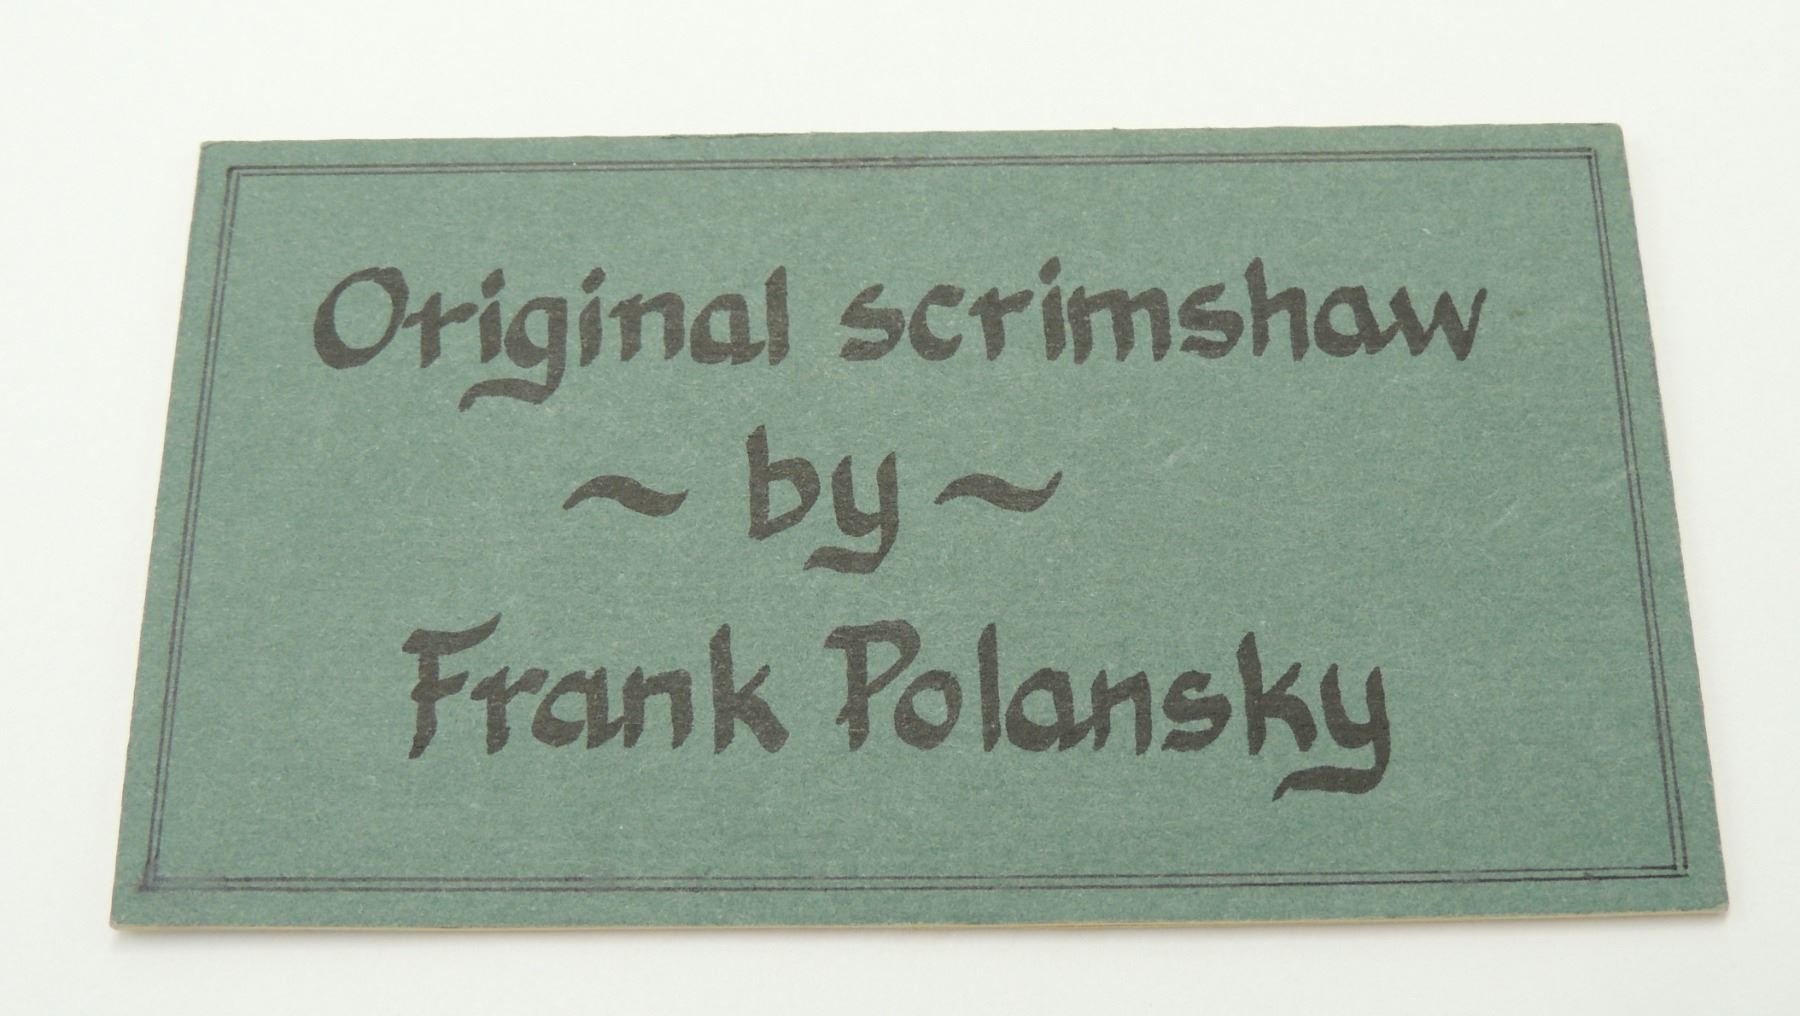 Original scrimshaw
~ by ~
Frank Polansky